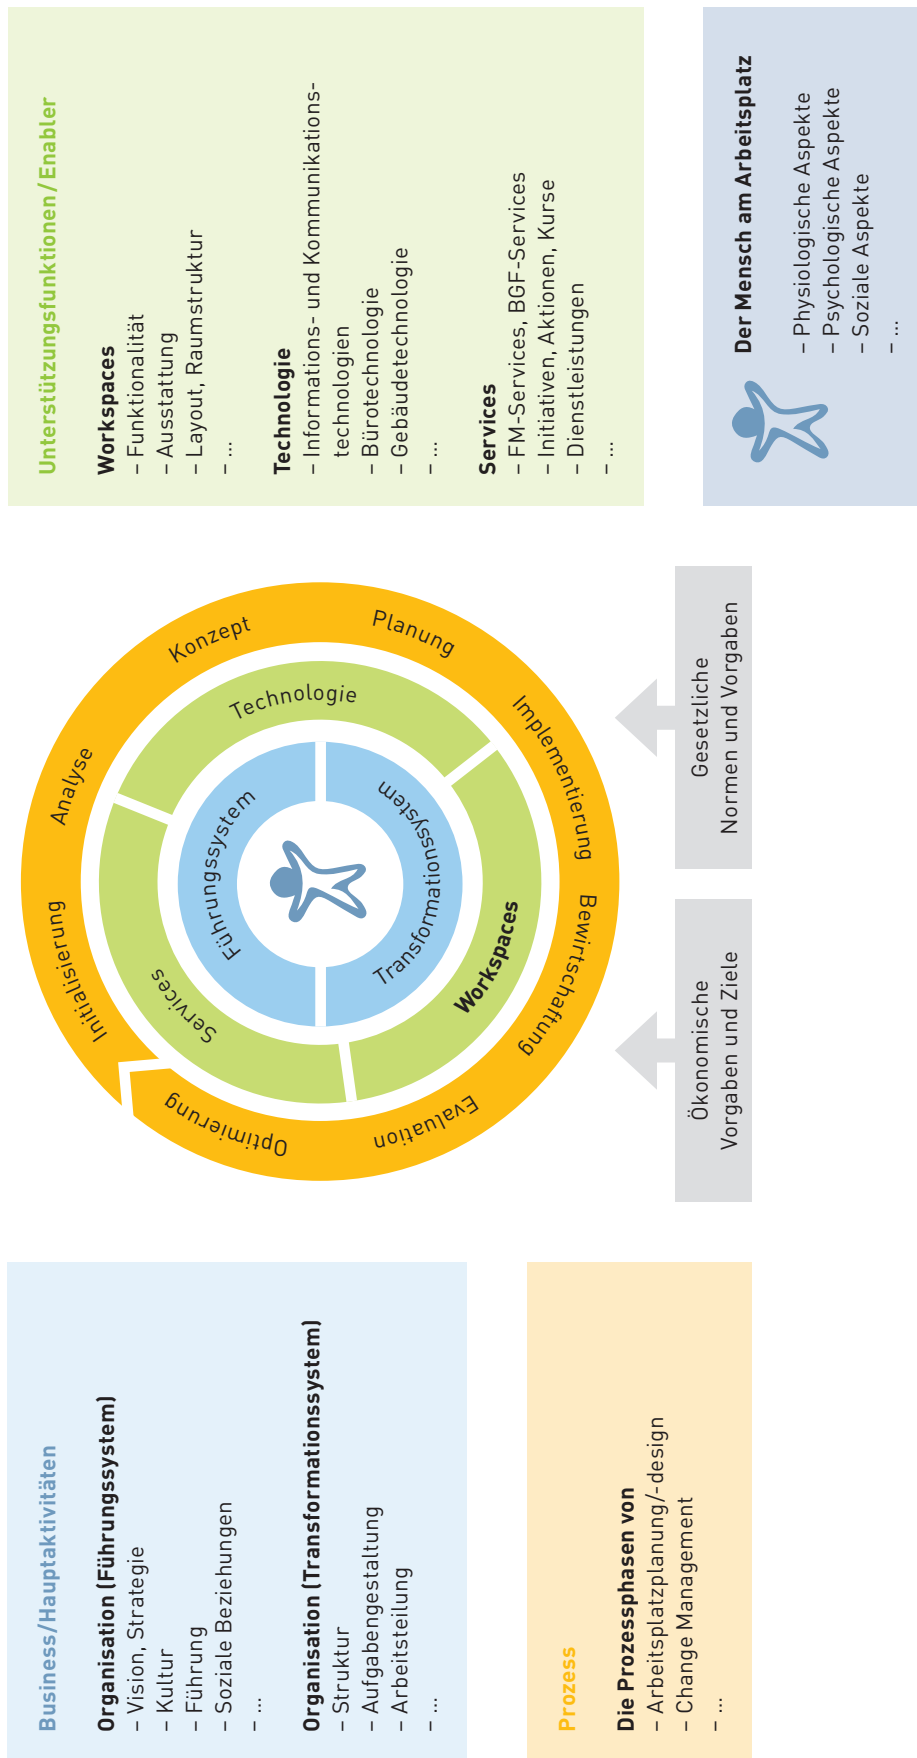 Business/Hauptaktivitäten
Organisation (Führungssystem)
– Vision, Strategie
– Kultur
– Führung
– Soziale Beziehungen
– ...
Organisation (Transformationssystem)
– Struktur
– Aufgabengestaltung
– Arbeitsteilung
– ...
Prozess
Die Prozessphasen von
– Arbeitsplatzplanung/-design
– Change Management
– ...
Initialisierung
Analyse
Konzept
Planung
Implementierung
Bewirtschaftung
Evaluation
Optimierung
Services
Technologie
Workspaces
Führungssystem
Transformationssystem
Ökonomische
Vorgaben und Ziele
Gesetzliche
Normen und Vorgaben
Unterstützungsfunktionen/Enabler
Workspaces
– Funktionalität
– Ausstattung
– Layout, Raumstruktur
– ...
Technologie
– Informations- und Kommunikations-
technologien
– Bürotechnologie
– Gebäudetechnologie
– ...
Services
– FM-Services, BGF-Services
– Initiativen, Aktionen, Kurse
– Dienstleistungen
– ...
Der Mensch am Arbeitsplatz
– Physiologische Aspekte
– Psychologische Aspekte
– Soziale Aspekte
– ...